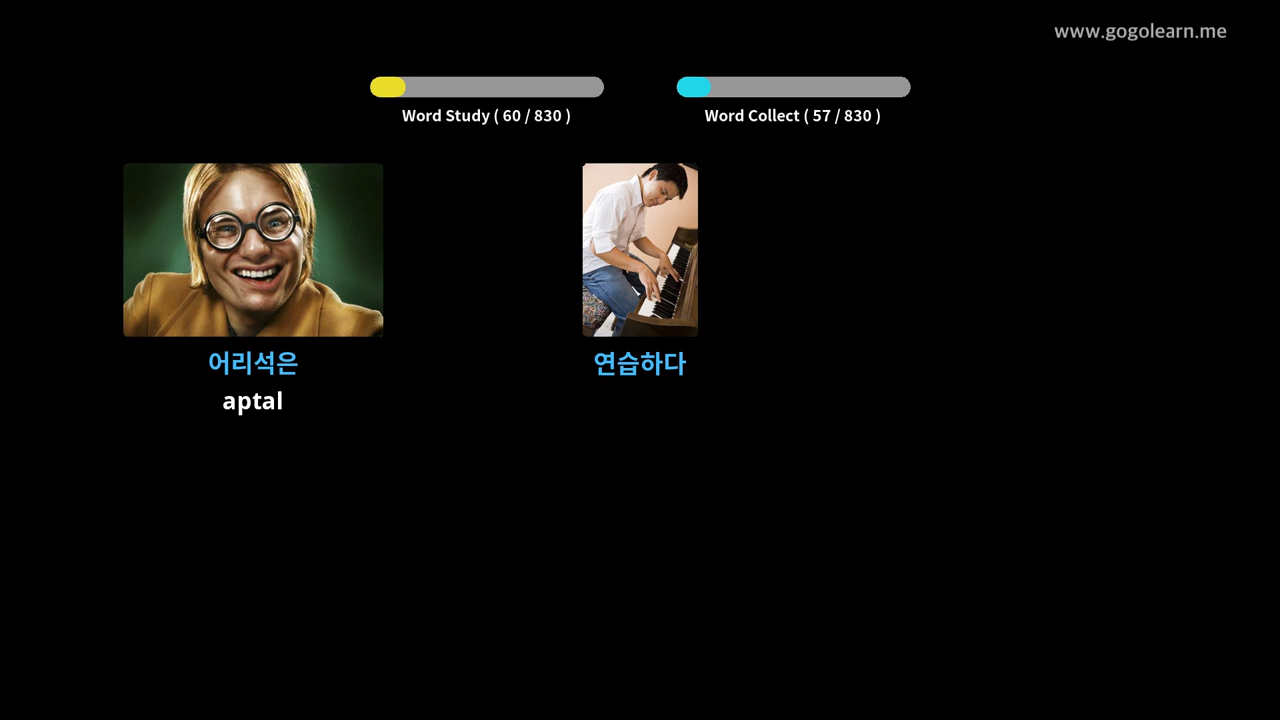 www.gogolearn.me
Word Study ( 60 / 830 )
Word Collect ( 57 / 830 )
어리석은
aptal
연습하다